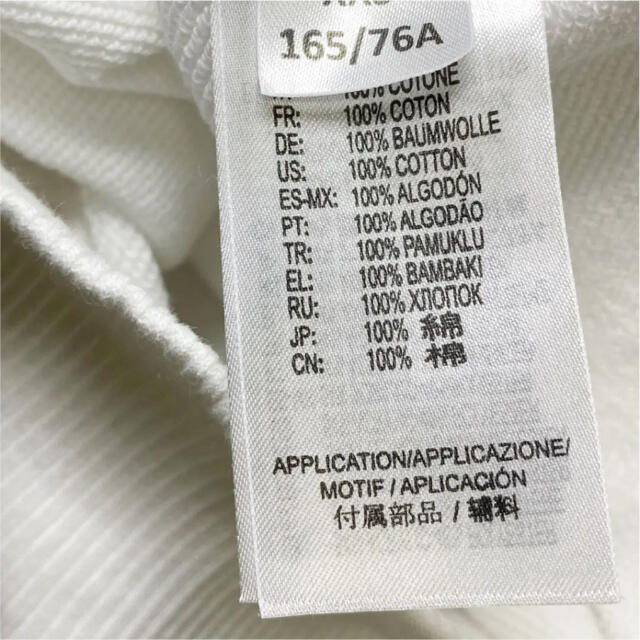 165/76A
100% COTONE
FR: 100% COTON
DE: 100% BAUMWOLLE
US: 100% COTTON
ES-MX: 100% ALGODÓN
PT: 100% ALGODÃO
TR: 100% PAMUKLU
EL: 100% BAMBAKI
RU: 100% ХЛОПОК
JP: 100% 綿
CN: 100% 棉
APPLICATION/APPLICAZIONE/
MOTIF / APLICACIÓN
付属部品 / 辅料